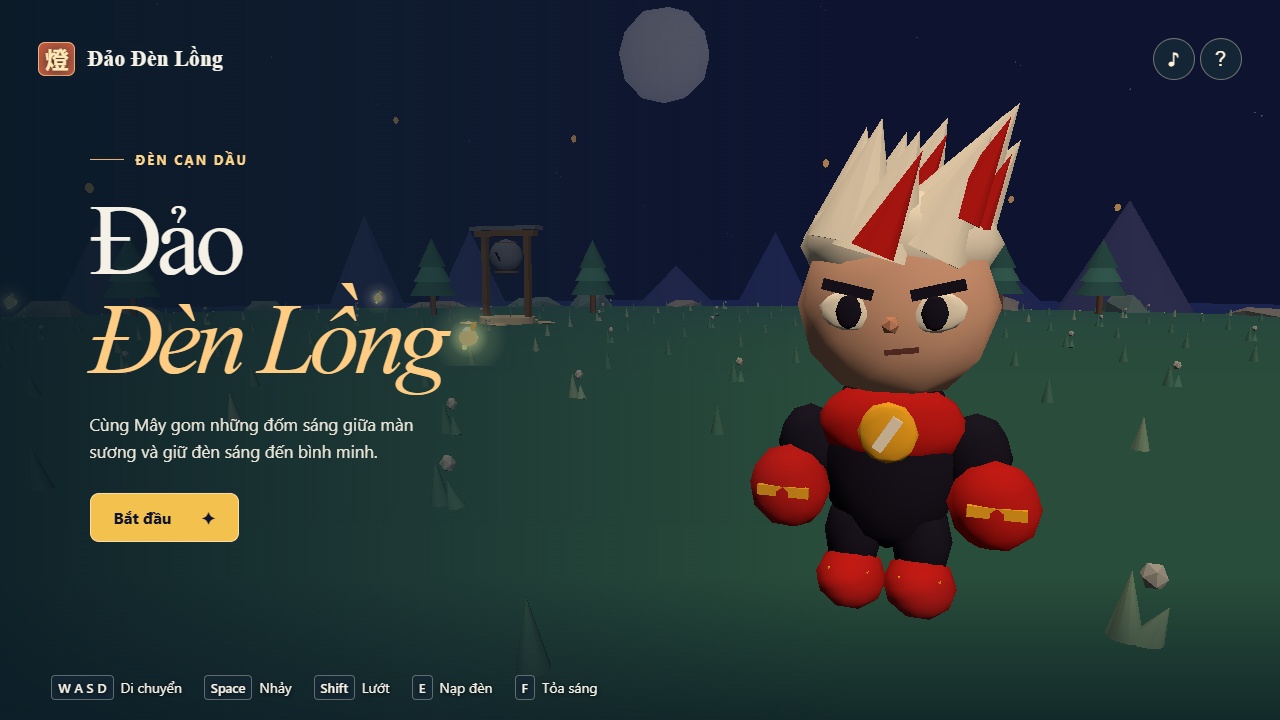 燈 Đảo Đèn Lồng
♪ ?
ĐÈN CẠN DẦU
Đảo
Đèn Lồng
Cùng Mây gom những đốm sáng giữa màn
sương và giữ đèn sáng đến bình minh.
Bắt đầu ✦
W A S D Di chuyển Space Nhảy Shift Lướt E Nạp đèn F Tỏa sáng